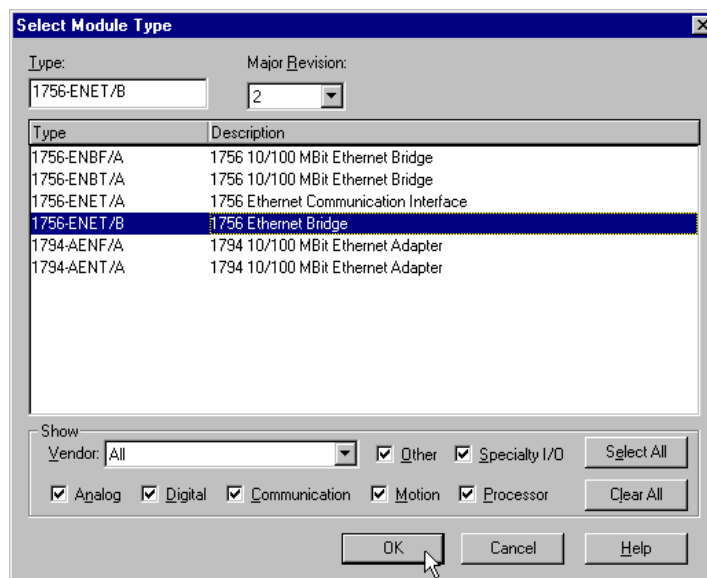 Select Module Type
Type: Major Revision:
1756-ENET/B 2
Type Description
1756-ENBF/A 1756 10/100 MBit Ethernet Bridge
1756-ENBT/A 1756 10/100 MBit Ethernet Bridge
1756-ENET/A 1756 Ethernet Communication Interface
1756-ENET/B 1756 Ethernet Bridge
1794-AENF/A 1794 10/100 MBit Ethernet Adapter
1794-AENT/A 1794 10/100 MBit Ethernet Adapter
Show
Vendor: All Other Specialty I/O Select All
Analog Digital Communication Motion Processor Clear All
OK Cancel Help